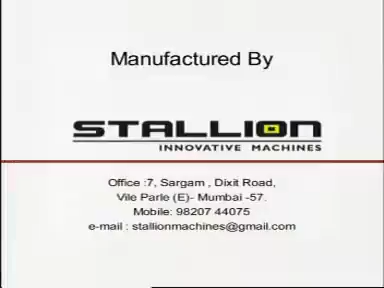 Manufactured By
STALLION
INNOVATIVE MACHINES
Office :7, Sargam , Dixit Road,
Vile Parle (E)- Mumbai -57.
Mobile: 98207 44075
e-mail : stallionmachines@gmail.com